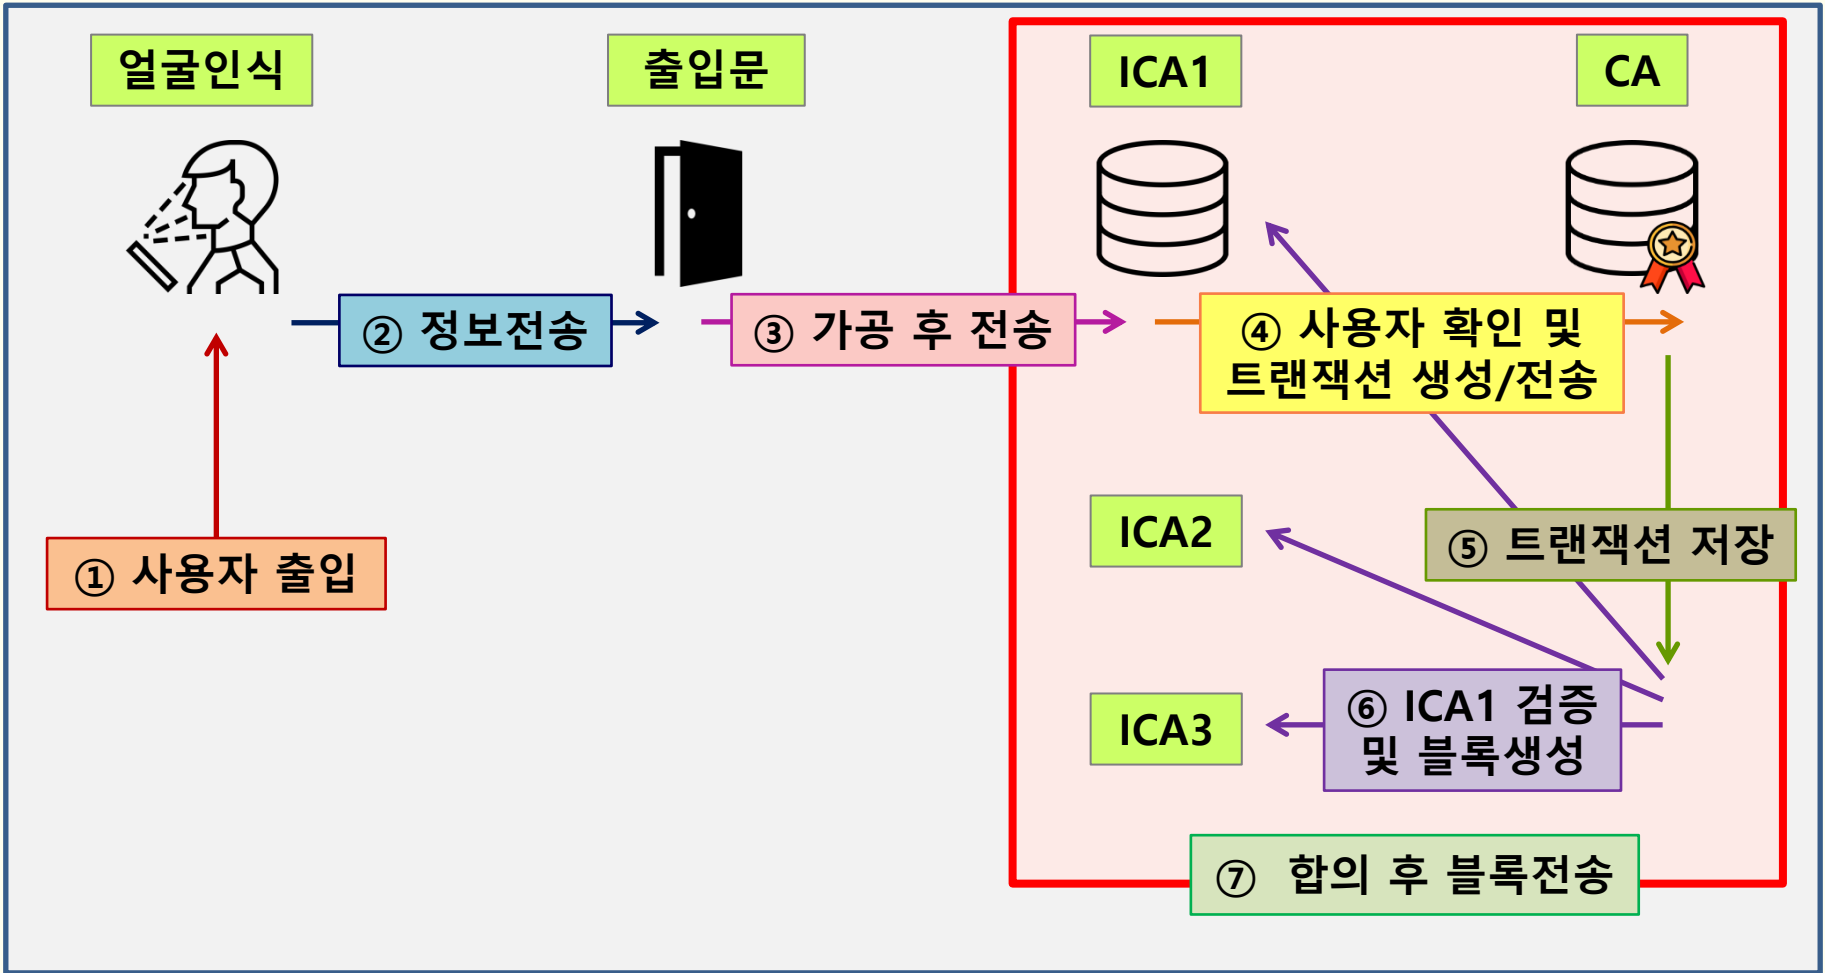 얼굴인식
출입문
ICA1
CA
② 정보전송
③ 가공 후 전송
④ 사용자 확인 및
트랜잭션 생성/전송
ICA2
⑤ 트랜잭션 저장
① 사용자 출입
ICA3
⑥ ICA1 검증
및 블록생성
⑦ 합의 후 블록전송